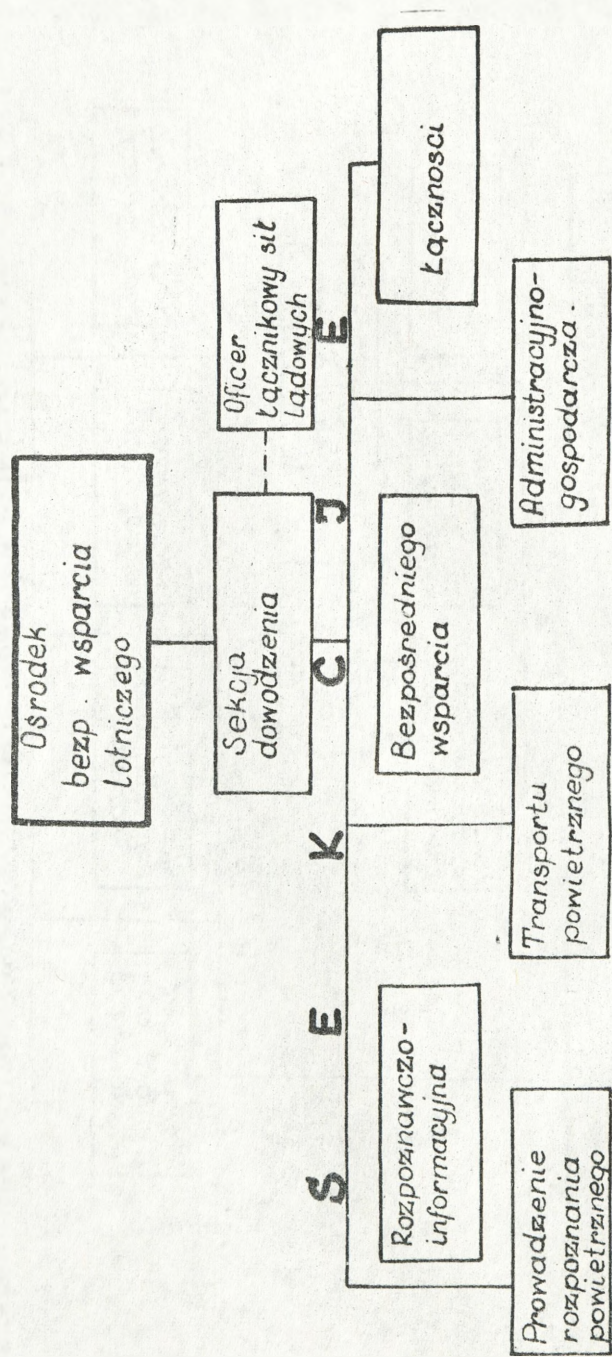 Ośrodek
bezp. wsparcia
lotniczego
Sekcja
dowodzenia
Oficer
łącznikowy sił
lądowych
S E K C J E
Rozpoznawczo-
informacyjna
Bezpośredniego
wsparcia
Łączności
Prowadzenie
rozpoznania
powietrznego
Transportu
powietrznego
Administracyjno-
gospodarcza.